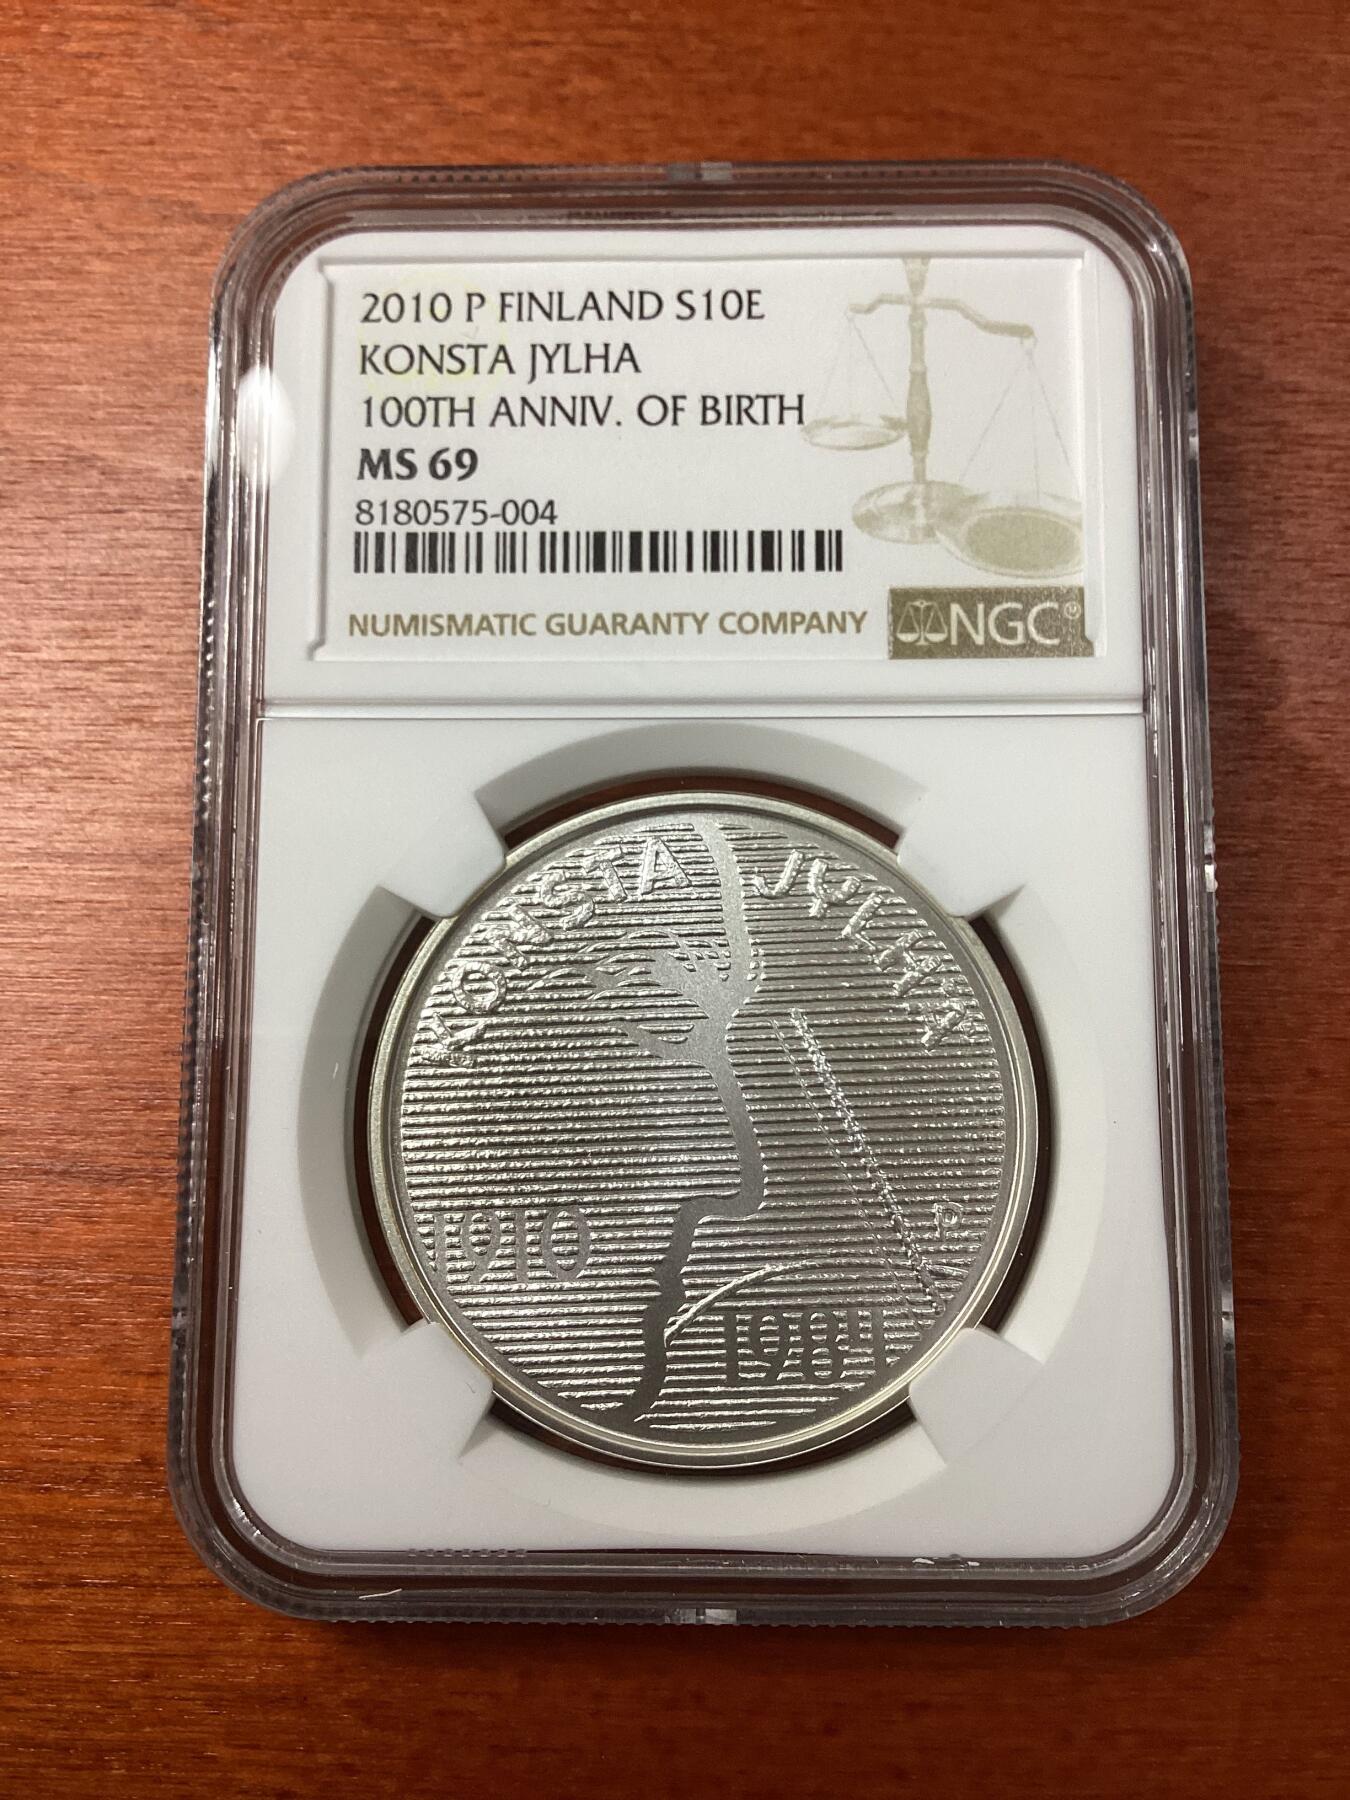 2010 P FINLAND S10E
KONSTA JYLHA
100TH ANNIV. OF BIRTH
MS 69
8180575-004
NUMISMATIC GUARANTY COMPANY
NGC®
KONSTA JYLHÄ
P
1910
1984